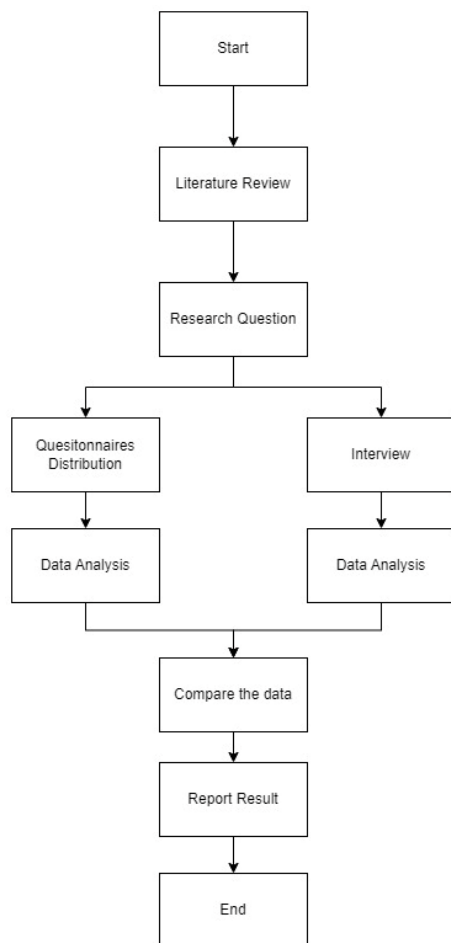 Start
Literature Review
Research Question
Quesitonnaires
Distribution
Interview
Data Analysis
Data Analysis
Compare the data
Report Result
End